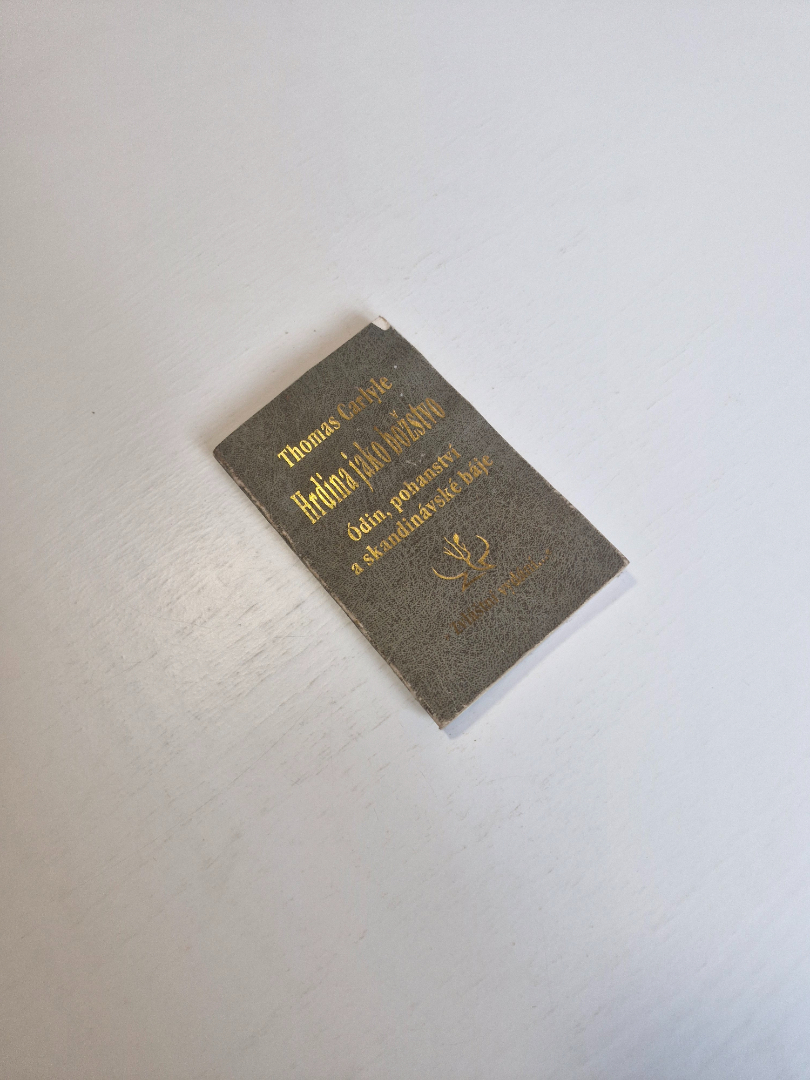 Thomas Carlyle
Hrdina jako božstvo
Ódin, pohanství
a skandinávské báje